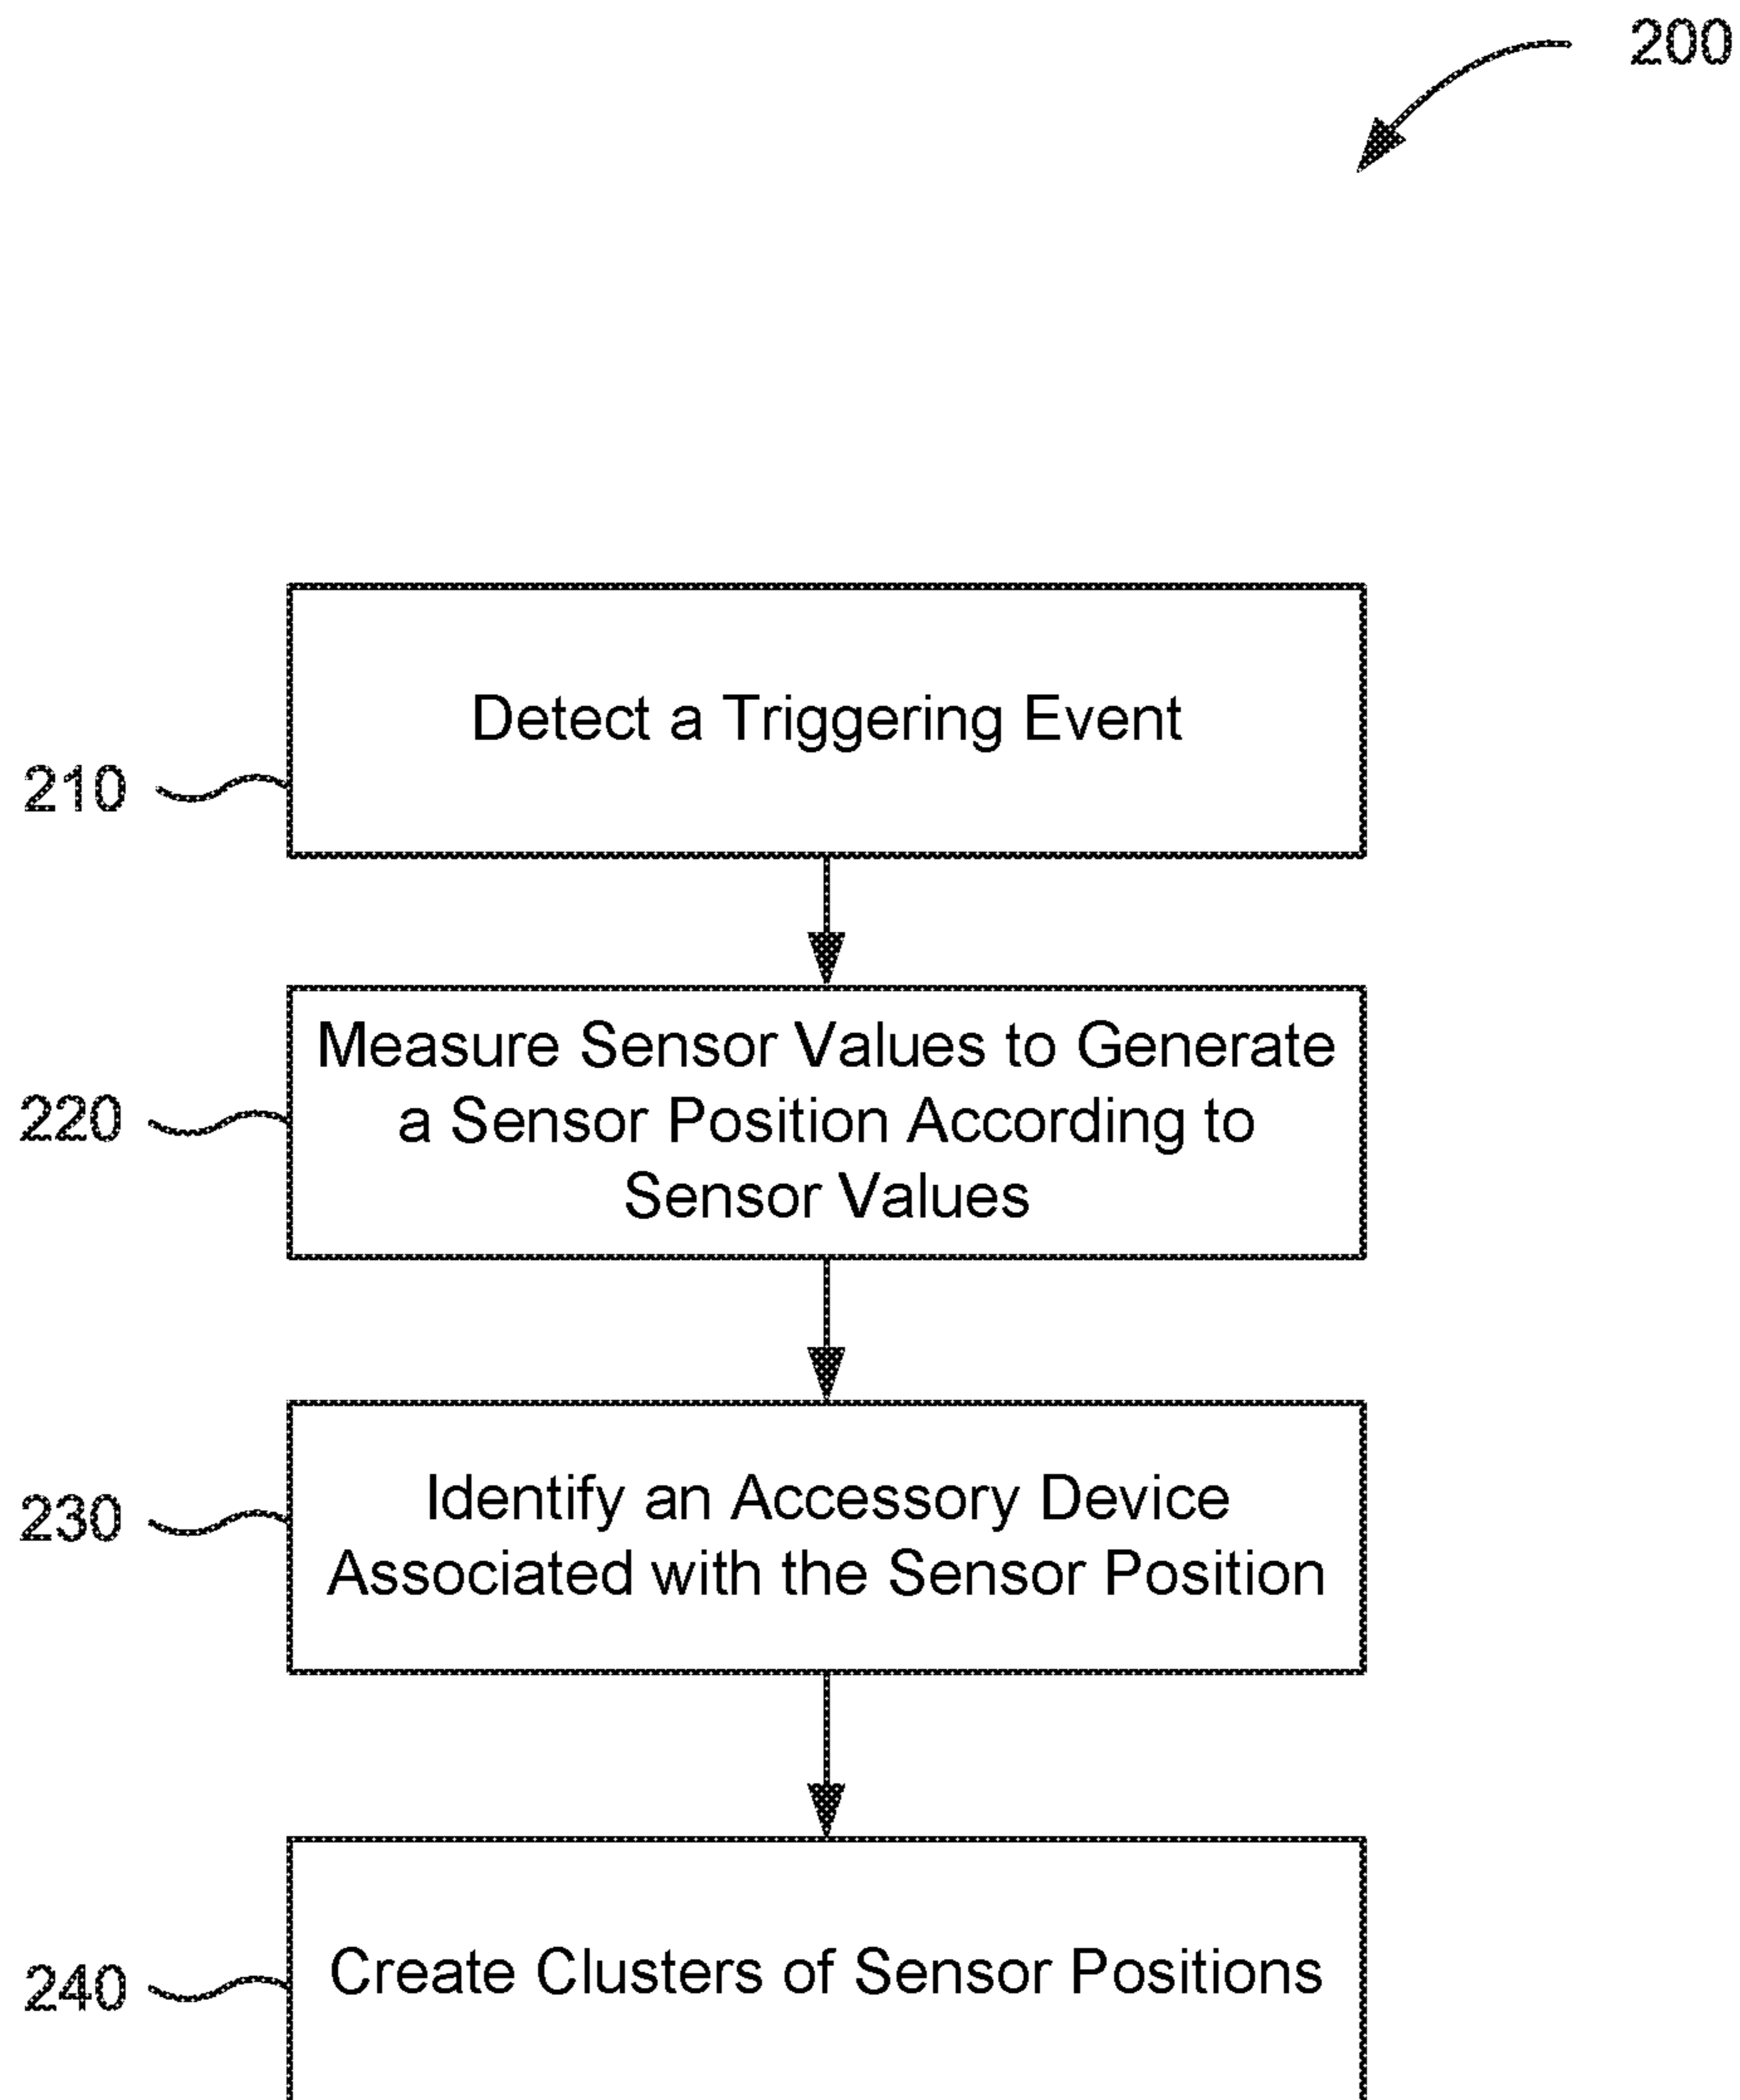 200
Detect a Triggering Event
210
Measure Sensor Values to Generate
a Sensor Position According to
Sensor Values
220
Identify an Accessory Device
Associated with the Sensor Position
230
Create Clusters of Sensor Positions
240